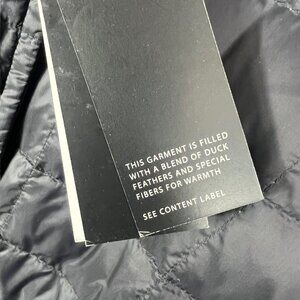 THIS GARMENT IS FILLED
WITH A BLEND OF DUCK
FEATHERS AND SPECIAL
FIBERS FOR WARMTH
SEE CONTENT LABEL